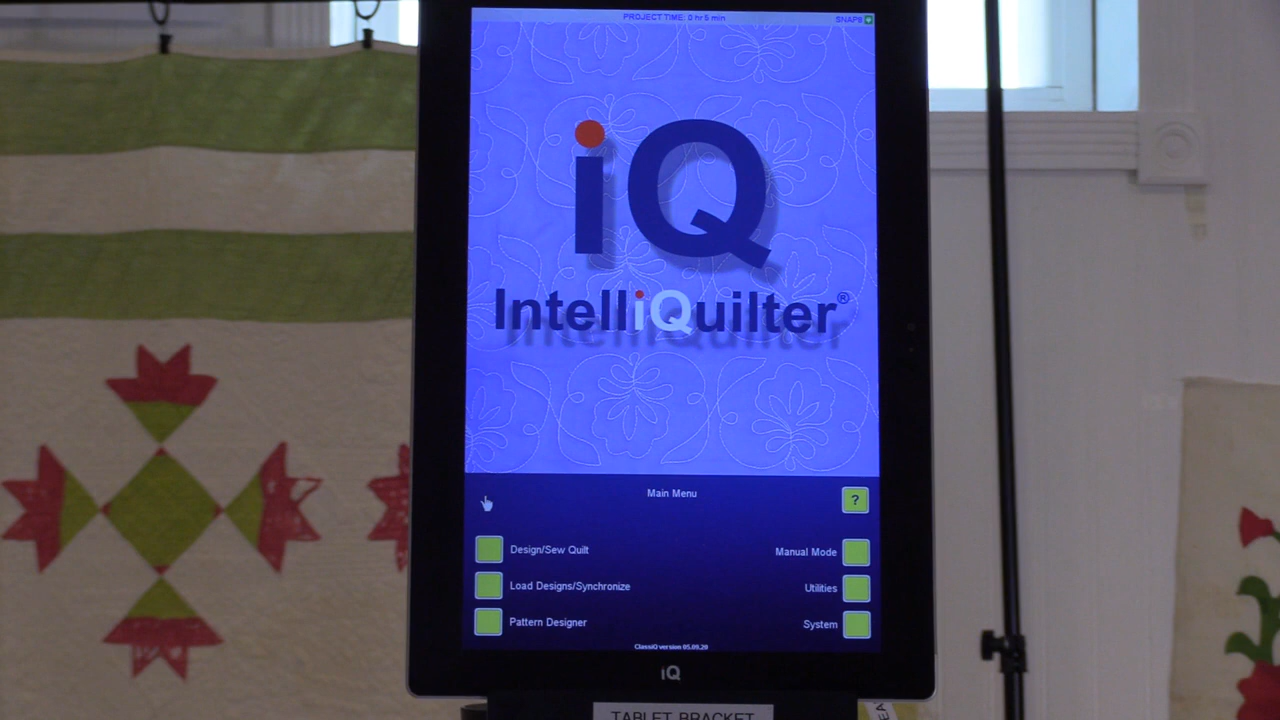 PROJECT TIME: 0 hr 5 min
SNAPS
iQ
IntelliQuilter®
Main Menu
?
Design/Sew Quilt
Manual Mode
Load Designs/Synchronize
Utilities
Pattern Designer
System
ClassiQ version 05.09.20
iQ
TABLET BRACKET